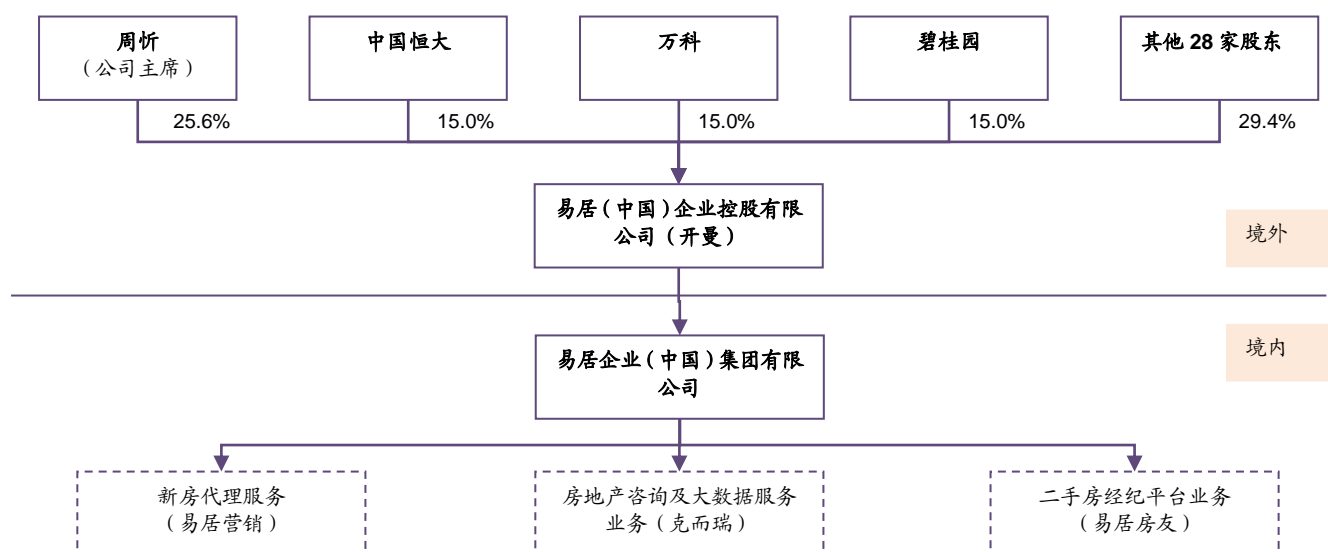 周忻
（公司主席）
中国恒大
万科
碧桂园
其他 28 家股东
25.6%
15.0%
15.0%
15.0%
29.4%
易居（中国）企业控股有限
公司（开曼）
境外
易居企业（中国）集团有限
公司
境内
新房代理服务
（易居营销）
房地产咨询及大数据服务
业务（克而瑞）
二手房经纪平台业务
（易居房友）